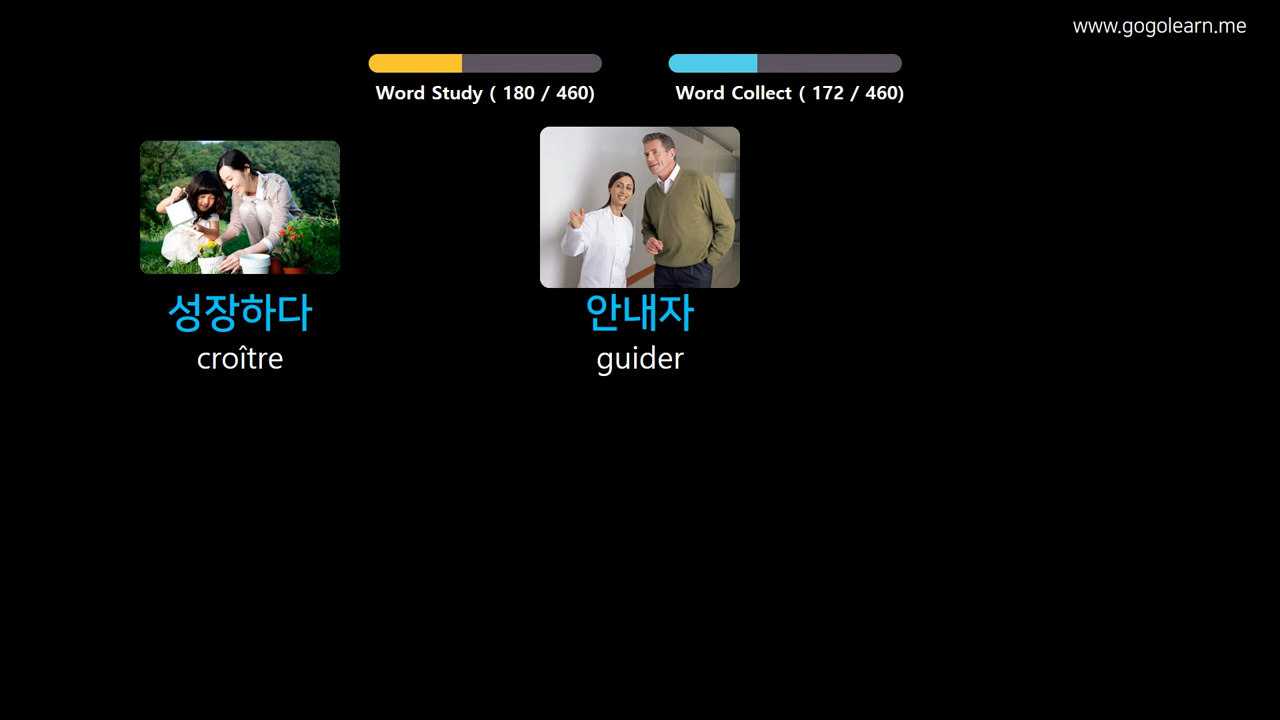 www.gogolearn.me
Word Study ( 180 / 460)
Word Collect ( 172 / 460)
성장하다
croître
안내자
guider